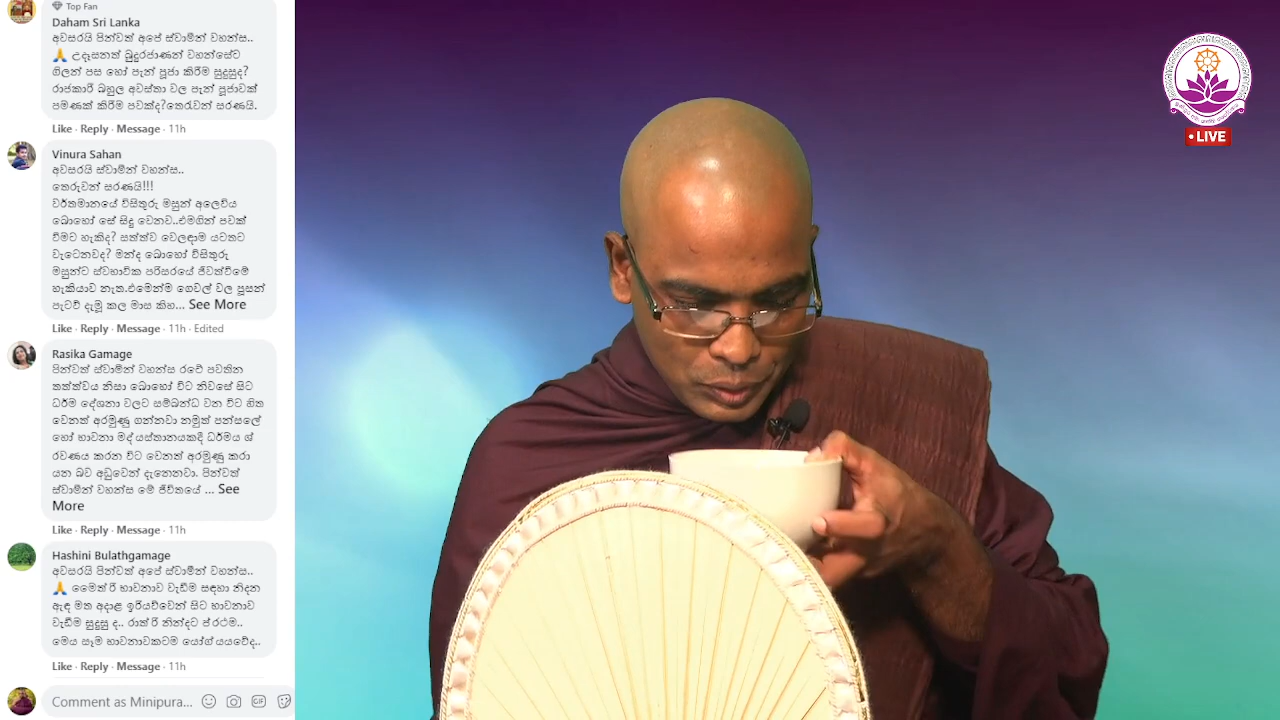 Top Fan
Daham Sri Lanka
අවසරයි පින්වත් අපේ ස්වාමීන් වහන්ස..
🙏 උදෑසනක් බුදුරජාණන් වහන්සේට
ගිලන් පස හෝ පැන් පූජා කිරීම සුදුසුද?
රාජකාරී බහුල අවස්තා වල පැන් පූජාවක්
පමණක් කිරීම පවක්ද?තෙරැවන් සරණයි.
Like · Reply · Message · 11h
Vinura Sahan
අවසරයි ස්වාමීන් වහන්ස..
තෙරුවන් සරණයි!!!
වර්තමානයේ විසිතුරු මසුන් අලෙවිය
බොහෝ සේ සිදු වෙනව..එමගින් පවක්
වීමට හැකිද? සත්ත්ව වෙලඳාම යටතට
වැටෙනවද? මන්ද බොහෝ විසිතුරු
මසුන්ට ස්වභාවික පරිසරයේ ජීවත්වීමේ
හැකියාව නැත.එමෙන්ම ගෙවල් වල පූසන්
පැටව් දැමූ කල මාස කිහ... See More
Like · Reply · Message · 11h · Edited
Rasika Gamage
පින්වත් ස්වාමීන් වහන්ස රටේ පවතින
තත්ත්වය නිසා බොහෝ විට නිවසේ සිට
ධර්ම දේශනා වලට සම්බන්ධ වන විට හිත
වෙනත් අරමුණු ගන්නවා නමුත් පන්සලේ
හෝ භාවනා මද් යස්තානයකදී ධර්මය ශ්
රවණය කරන විට වෙනත් අරමුණු කරා
යන බව අඩුවෙන් දැනෙනවා. පින්වත්
ස්වාමීන් වහන්ස මේ ජීවිතයේ ... See
More
Like · Reply · Message · 11h
Hashini Bulathgamage
අවසරයි පින්වත් අපේ ස්වාමීන් වහන්ස..
🙏 මෛත් රී භාවනාව වැඩීම සඳහා නිදන
ඇඳ මත අදාළ ඉරියව්වෙන් සිට භාවනාව
වැඩීම සුදුසු ද.. රාත් රී නින්දට ප් රථම..
මෙය සෑම භාවනාවකටම යෝග් යයවේද..
Like · Reply · Message · 11h
Comment as Minipura...
GIF
• LIVE